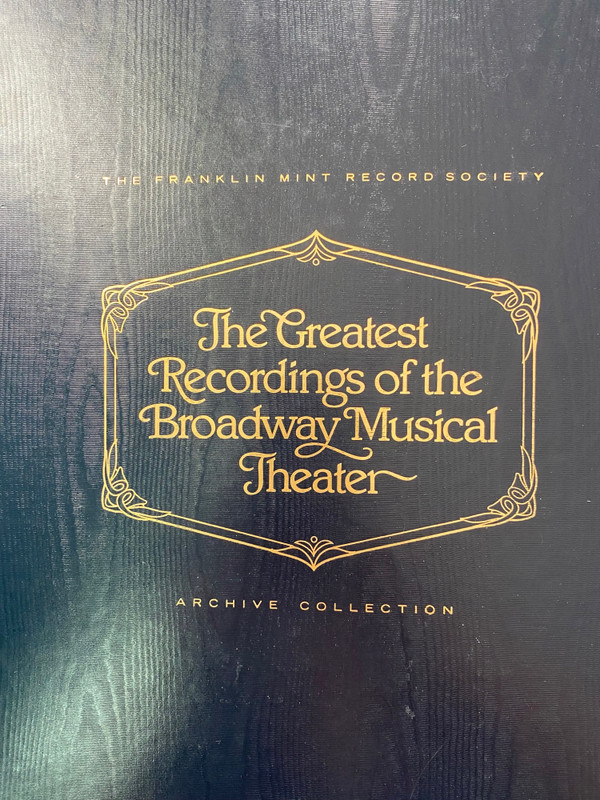 THE FRANKLIN MINT RECORD SOCIETY
The Greatest
Recordings of the
Broadway Musical
Theater
ARCHIVE COLLECTION